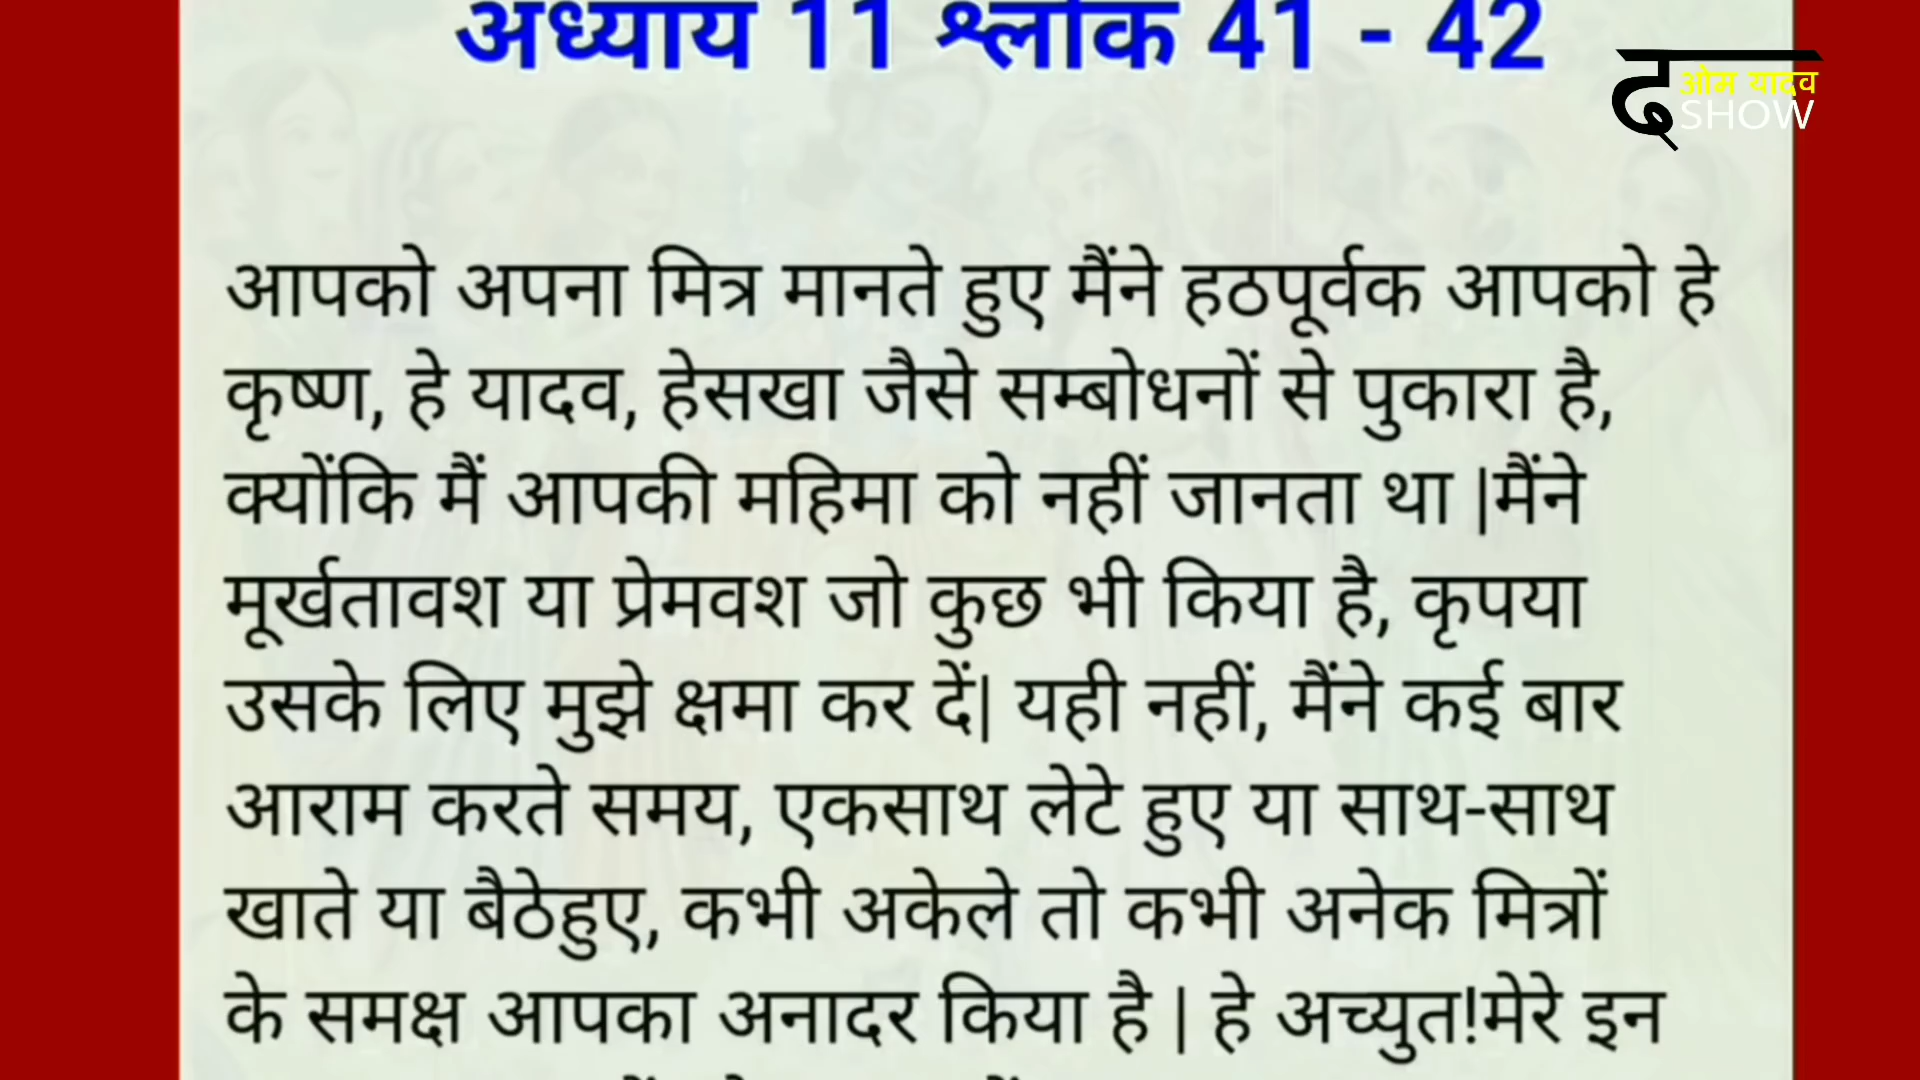 अध्याय 11 श्लोक 41 - 42
द ओम यादव SHOW
आपको अपना मित्र मानते हुए मैंने हठपूर्वक आपको हे
कृष्ण, हे यादव, हेसखा जैसे सम्बोधनों से पुकारा है,
क्योंकि मैं आपकी महिमा को नहीं जानता था |मैंने
मूर्खतावश या प्रेमवश जो कुछ भी किया है, कृपया
उसके लिए मुझे क्षमा कर दें| यही नहीं, मैंने कई बार
आराम करते समय, एकसाथ लेटे हुए या साथ-साथ
खाते या बैठेहुए, कभी अकेले तो कभी अनेक मित्रों
के समक्ष आपका अनादर किया है | हे अच्युत!मेरे इन